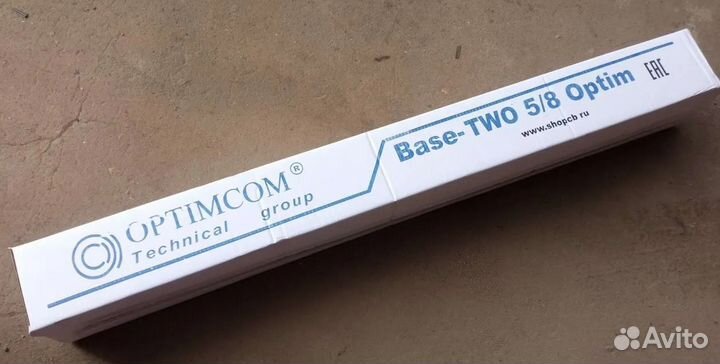 OPTIMCOM®
Technical group
Base-TWO 5/8 Optim
EAC
www.shopcb ru
Avito